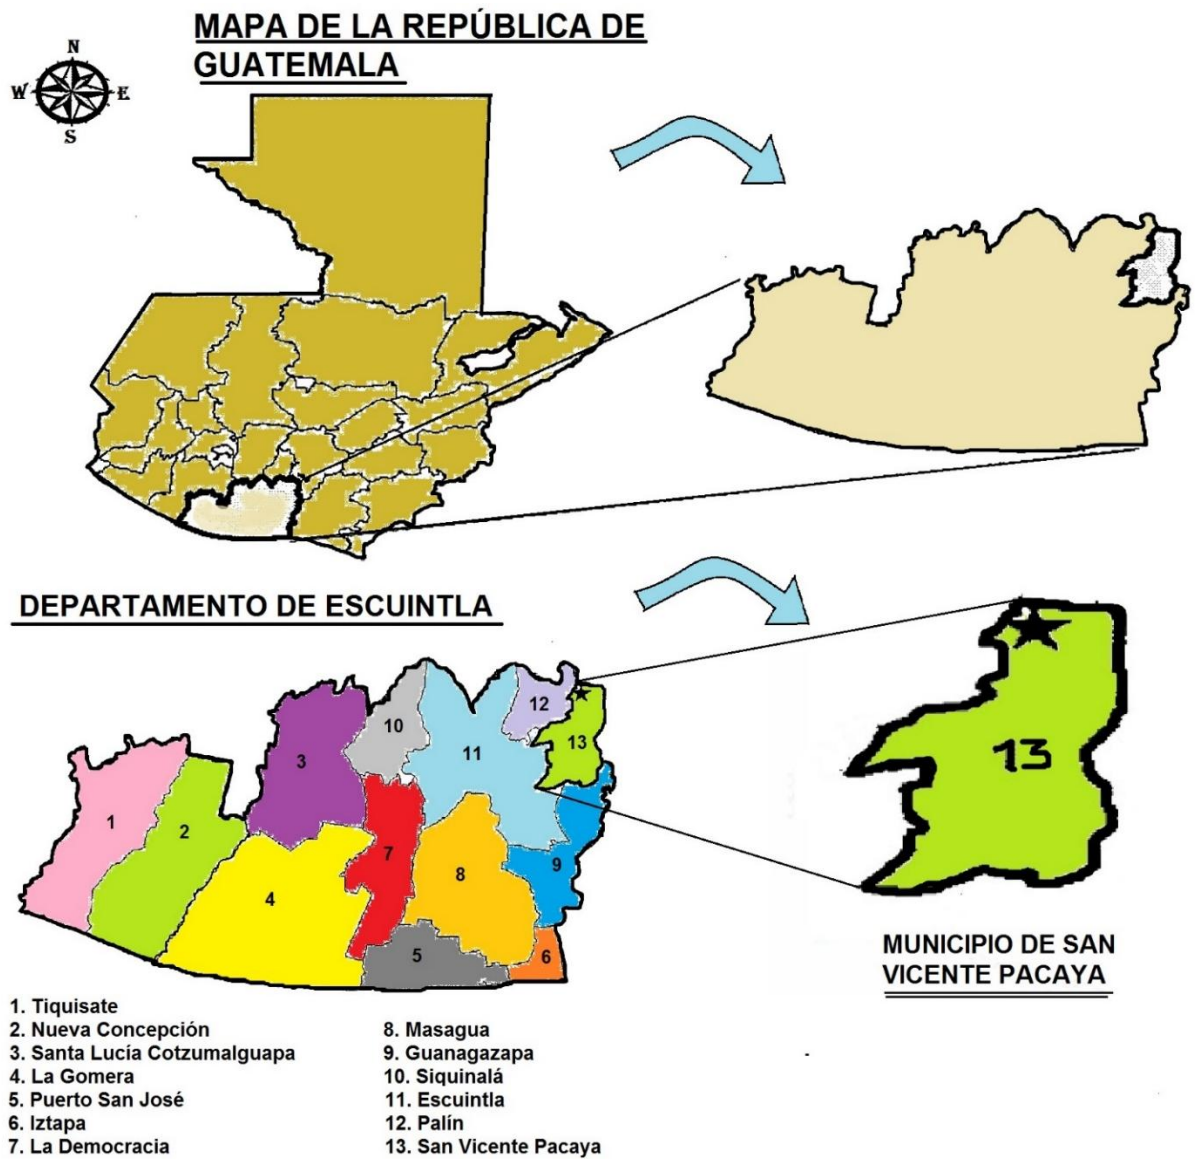 MAPA DE LA REPÚBLICA DE
GUATEMALA
N
W E
S
DEPARTAMENTO DE ESCUINTLA
1
2
3
4
5
6
7
8
9
10
11
12
13
13
MUNICIPIO DE SAN
VICENTE PACAYA
1. Tiquisate
2. Nueva Concepción
3. Santa Lucía Cotzumalguapa
4. La Gomera
5. Puerto San José
6. Iztapa
7. La Democracia
8. Masagua
9. Guanagazapa
10. Siquinalá
11. Escuintla
12. Palín
13. San Vicente Pacaya